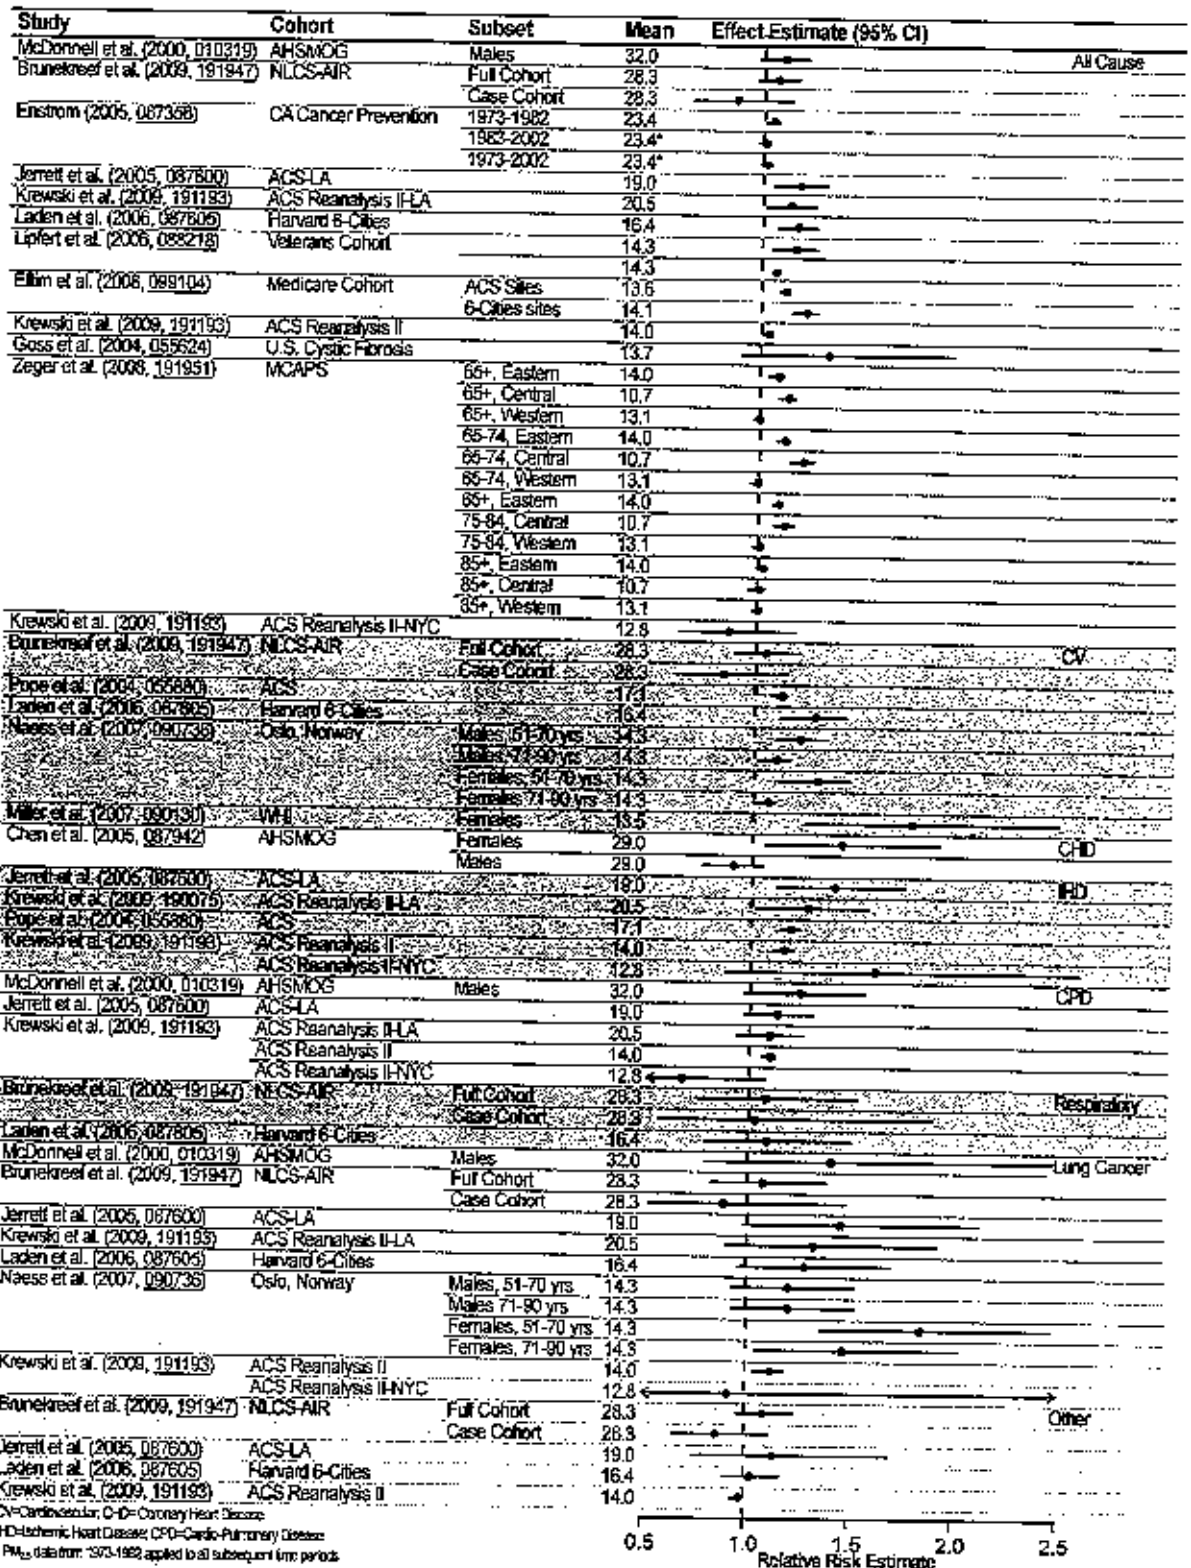 Study Cohort Subset Mean Effect Estimate (95% CI)
McDonnell et al. (2000, 010319) AHSMOG Males 32.0 All Cause
Brunekreef et al. (2009, 191947) NLCS-AIR Full Cohort 28.3
Case Cohort 28.3
Enstrom (2005, 087356) CA Cancer Prevention 1973-1982 23.4
1983-2002 23.4*
1973-2002 23.4*
Jerrett et al. (2005, 087600) ACS-LA 19.0
Krewski et al. (2009, 191193) ACS Reanalysis II-LA 20.5
Laden et al. (2006, 087605) Harvard 6-Cities 16.4
Lipfert et al. (2006, 088218) Veterans Cohort 14.3
14.3
Eftim et al. (2008, 099104) Medicare Cohort ACS Sites 13.6
6-Cities sites 14.1
Krewski et al. (2009, 191193) ACS Reanalysis II 14.0
Goss et al. (2004, 055624) U.S. Cystic Fibrosis 13.7
Zeger et al. (2008, 191951) MCAPS 65+, Eastern 14.0
65+, Central 10.7
65+, Western 13.1
65-74, Eastern 14.0
65-74, Central 10.7
65-74, Western 13.1
65+, Eastern 14.0
75-84, Central 10.7
75-84, Western 13.1
85+, Eastern 14.0
85+, Central 10.7
85+, Western 13.1
Krewski et al. (2009, 191193) ACS Reanalysis II-NYC 12.8
Brunekreef et al. (2009, 191947) NLCS-AIR Full Cohort 28.3 CV
Case Cohort 28.3
Pope et al. (2004, 055880) ACS 17.1
Laden et al. (2006, 087605) Harvard 6-Cities 16.4
Naess et al. (2007, 090736) Oslo, Norway Males, 51-70 yrs 14.3
Males, 71-90 yrs 14.3
Females, 51-70 yrs 14.3
Females 71-90 yrs 14.3
Miller et al. (2007, 090130) WHI Females 13.5
Chen et al. (2005, 087942) AHSMOG Females 29.0 CHD
Males 29.0
Jerrett et al. (2005, 087600) ACS-LA 19.0 IHD
Krewski et al. (2009, 190075) ACS Reanalysis II-LA 20.5
Pope et al. (2004, 055880) ACS 17.1
Krewski et al. (2009, 191193) ACS Reanalysis II 14.0
ACS Reanalysis II-NYC 12.8
McDonnell et al. (2000, 010319) AHSMOG Males 32.0 CPD
Jerrett et al. (2005, 087600) ACS-LA 19.0
Krewski et al. (2009, 191193) ACS Reanalysis II-LA 20.5
ACS Reanalysis II 14.0
ACS Reanalysis II-NYC 12.8
Brunekreef et al. (2009, 191947) NLCS-AIR Full Cohort 28.3 Respiratory
Case Cohort 28.3
Laden et al. (2006, 087605) Harvard 6-Cities 16.4
McDonnell et al. (2000, 010319) AHSMOG Males 32.0 Lung Cancer
Brunekreef et al. (2009, 191947) NLCS-AIR Full Cohort 28.3
Case Cohort 28.3
Jerrett et al. (2005, 087600) ACS-LA 19.0
Krewski et al. (2009, 191193) ACS Reanalysis II-LA 20.5
Laden et al. (2006, 087605) Harvard 6-Cities 16.4
Naess et al. (2007, 090736) Oslo, Norway Males, 51-70 yrs 14.3
Males 71-90 yrs 14.3
Females, 51-70 yrs 14.3
Females, 71-90 yrs 14.3
Krewski et al. (2009, 191193) ACS Reanalysis II 14.0
ACS Reanalysis II-NYC 12.8
Brunekreef et al. (2009, 191947) NLCS-AIR Full Cohort 28.3 Other
Case Cohort 28.3
Jerrett et al. (2005, 087600) ACS-LA 19.0
Laden et al. (2006, 087605) Harvard 6-Cities 16.4
Krewski et al. (2009, 191193) ACS Reanalysis II 14.0
CV=Cardiovascular; CHD=Coronary Heart Disease
HD=Ischemic Heart Disease; CPD=Cardio-Pulmonary Disease
PM2.5 data from 1973-1982 applied to all subsequent time periods
0.5 1.0 1.5 2.0 2.5
Relative Risk Estimate